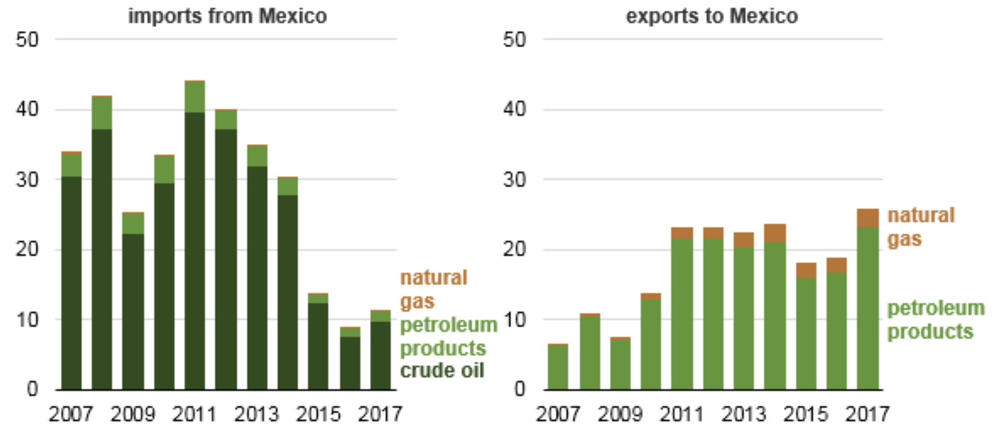 imports from Mexico
50
40
30
20
10
0
2007 2009 2011 2013 2015 2017
natural
gas
petroleum
products
crude oil
exports to Mexico
50
40
30
20
10
0
2007 2009 2011 2013 2015 2017
natural
gas
petroleum
products